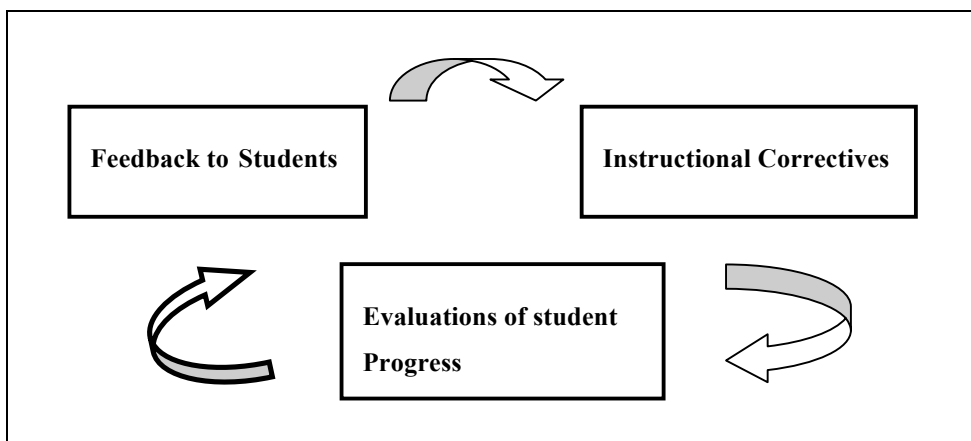 Feedback to Students
Instructional Correctives
Evaluations of student
Progress